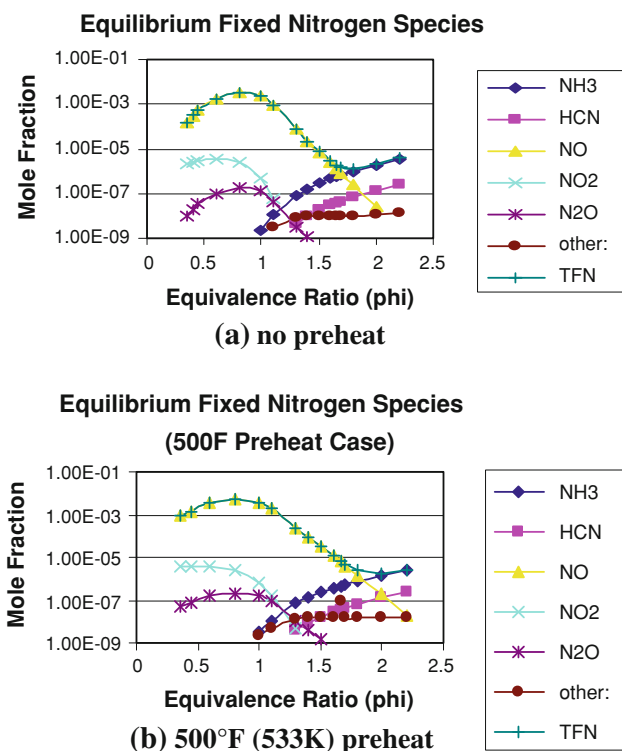 Equilibrium Fixed Nitrogen Species
1.00E-01
1.00E-03
1.00E-05
1.00E-07
1.00E-09
Mole Fraction
0 0.5 1 1.5 2 2.5
Equivalence Ratio (phi)
NH3
HCN
NO
NO2
N2O
other:
TFN
(a) no preheat
Equilibrium Fixed Nitrogen Species
(500F Preheat Case)
1.00E-01
1.00E-03
1.00E-05
1.00E-07
1.00E-09
Mole Fraction
0 0.5 1 1.5 2 2.5
Equivalence Ratio (phi)
NH3
HCN
NO
NO2
N2O
other:
TFN
(b) 500°F (533K) preheat